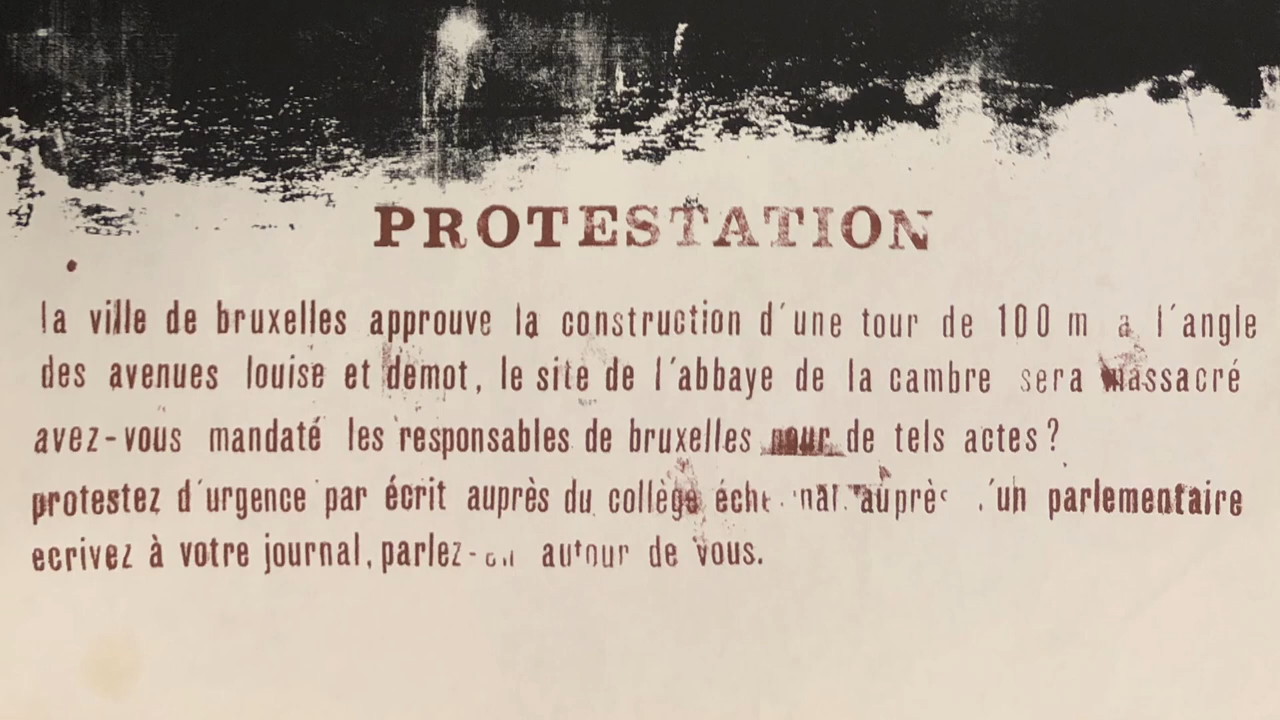 PROTESTATION
la ville de bruxelles approuve la construction d´une tour de 100 m a l´angle
des avenues louise et demot, le site de l´abbaye de la cambre sera massacré
avez-vous mandaté les responsables de bruxelles pour de tels actes?
protestez d´urgence par écrit auprès du collège auprès d´un parlementaire
ecrivez à votre journal, parlez-en autour de vous.